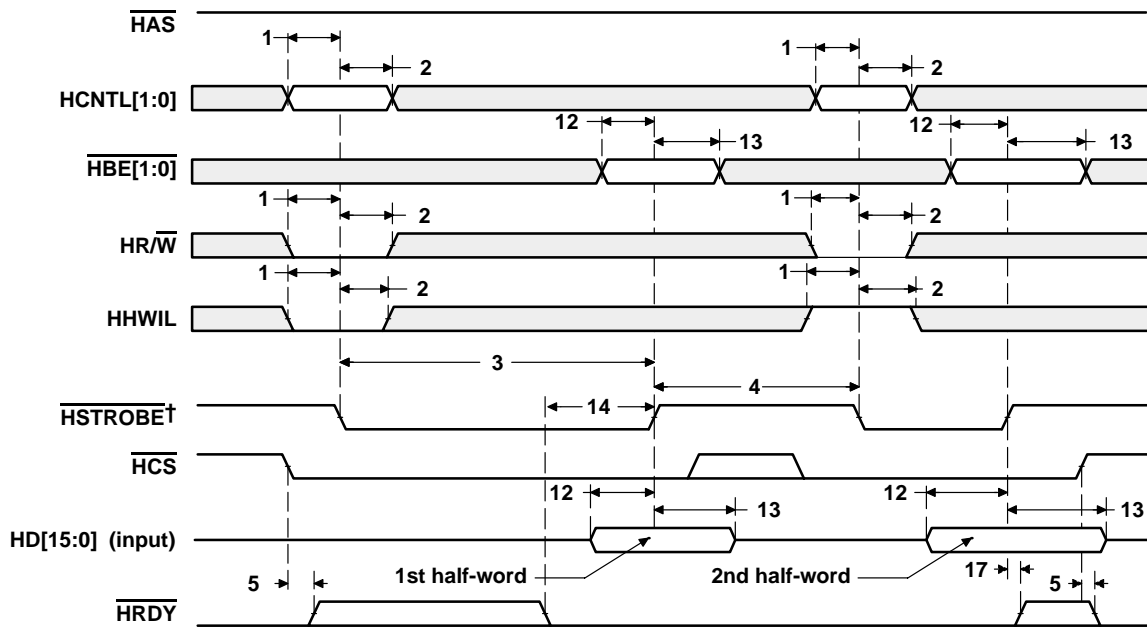 HAS
1
1
2
2
HCNTL[1:0]
12
12
13
13
HBE[1:0]
1
1
2
2
HR/W
1
1
2
2
HHWIL
3
4
14
HSTROBE†
HCS
12
12
13
13
HD[15:0] (input)
1st half-word
2nd half-word
5
17
5
HRDY